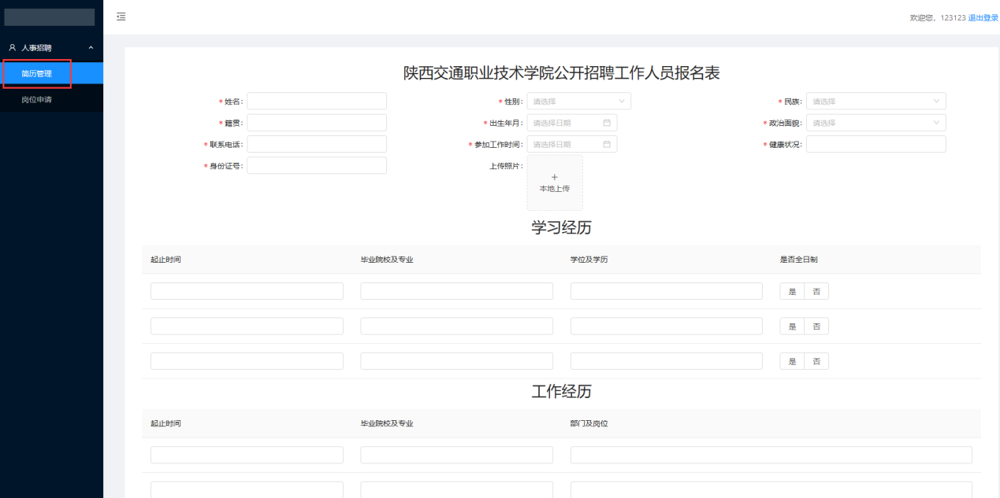 欢迎您，123123 退出登录
人事招聘
简历管理
岗位申请
陕西交通职业技术学院公开招聘工作人员报名表
* 姓名：
* 性别： 请选择
* 民族： 请选择
* 籍贯：
* 出生年月： 请选择日期
* 政治面貌： 请选择
* 联系电话：
* 参加工作时间： 请选择日期
* 健康状况：
* 身份证号：
上传照片：
+
本地上传
学习经历
起止时间 毕业院校及专业 学位及学历 是否全日制
是 否
是 否
是 否
工作经历
起止时间 毕业院校及专业 部门及岗位